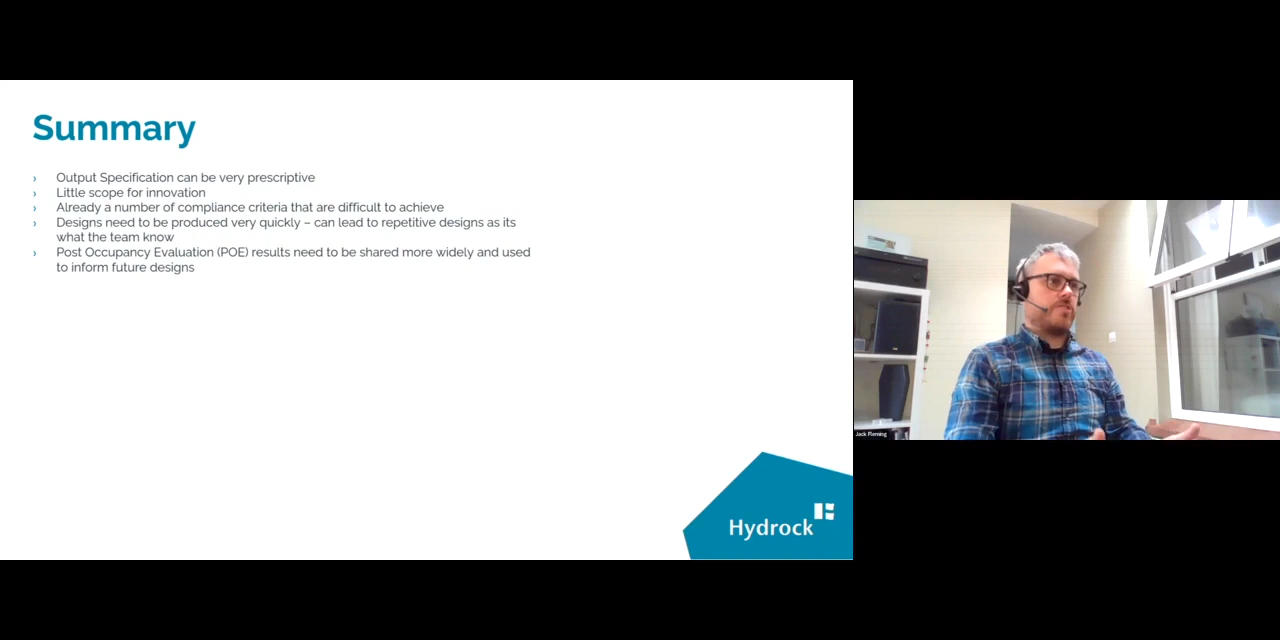 Summary
› Output Specification can be very prescriptive
› Little scope for innovation
› Already a number of compliance criteria that are difficult to achieve
› Designs need to be produced very quickly – can lead to repetitive designs as its
what the team know
› Post Occupancy Evaluation (POE) results need to be shared more widely and used
to inform future designs
Hydrock
Jack Fleming